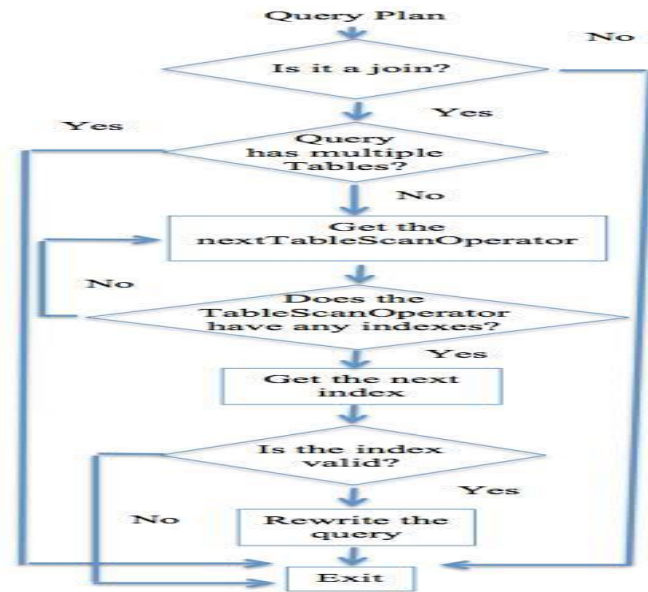 Query Plan
No
Is it a join?
Yes
Yes
Query
has multiple
Tables?
No
Get the
nextTableScanOperator
No
Does the
TableScanOperator
have any indexes?
Yes
Get the next
index
Is the index
valid?
Yes
No
Rewrite the
query
Exit